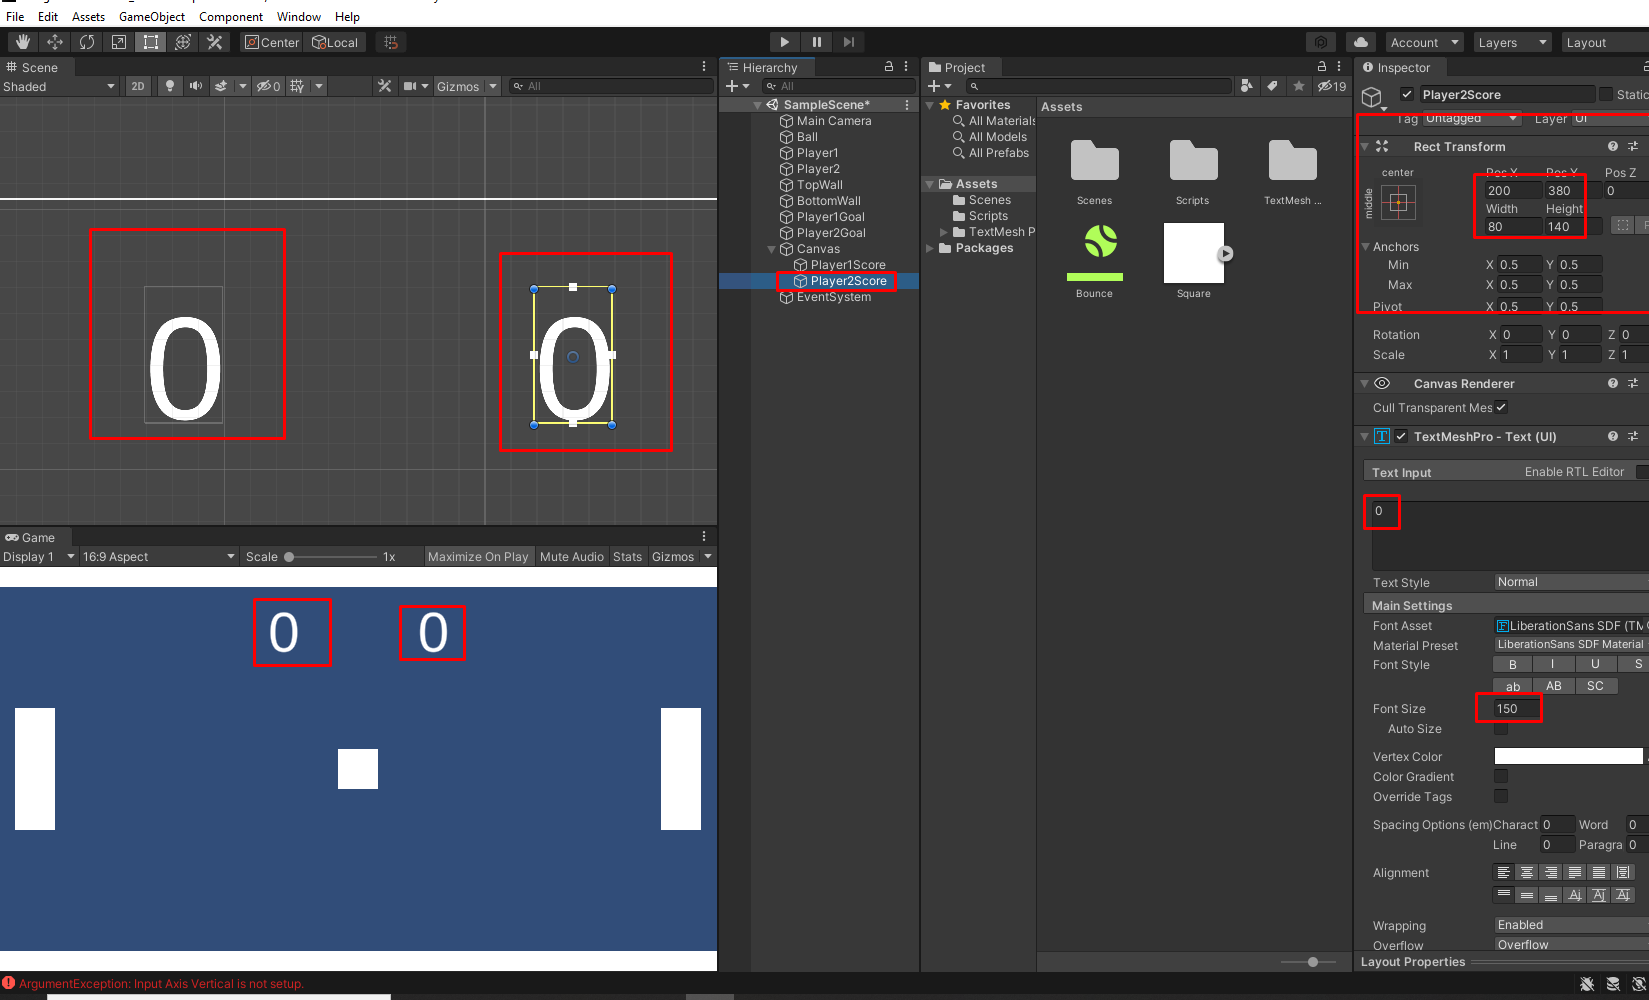 File Edit Assets GameObject Component Window Help
Center Local
Account Layers Layout
Scene
Shaded 2D 0 Gizmos All
Hierarchy
All
SampleScene*
Main Camera
Ball
Player1
Player2
TopWall
BottomWall
Player1Goal
Player2Goal
Canvas
Player1Score
Player2Score
EventSystem
Project
19
Favorites
All Materials
All Models
All Prefabs
Assets
Scenes
Scripts
TextMesh P
Packages
Assets
Scenes
Scripts
TextMesh ...
Bounce
Square
Inspector
Player2Score Static
Tag Untagged Layer UI
Rect Transform
center
middle
Pos X Pos Y Pos Z
200 380 0
Width Height
80 140
Anchors
Min X 0.5 Y 0.5
Max X 0.5 Y 0.5
Pivot X 0.5 Y 0.5
Rotation X 0 Y 0 Z 0
Scale X 1 Y 1 Z 1
Canvas Renderer
Cull Transparent Mes
TextMeshPro - Text (UI)
Text Input Enable RTL Editor
0
Text Style Normal
Main Settings
Font Asset LiberationSans SDF (TM
Material Preset LiberationSans SDF Material
Font Style B I U S
ab AB SC
Font Size 150
Auto Size
Vertex Color
Color Gradient
Override Tags
Spacing Options (em) Charact 0 Word 0
Line 0 Paragra 0
Alignment
Wrapping Enabled
Overflow Overflow
Layout Properties
0 0
Game
Display 1 16:9 Aspect Scale 1x Maximize On Play Mute Audio Stats Gizmos
0 0
ArgumentException: Input Axis Vertical is not setup.